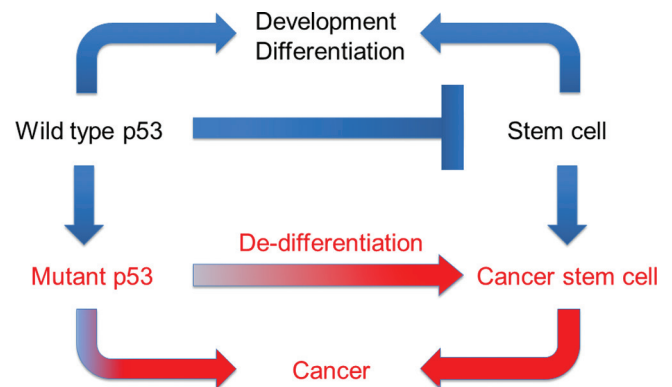 Development
Differentiation
Wild type p53
Stem cell
De-differentiation
Mutant p53
Cancer stem cell
Cancer